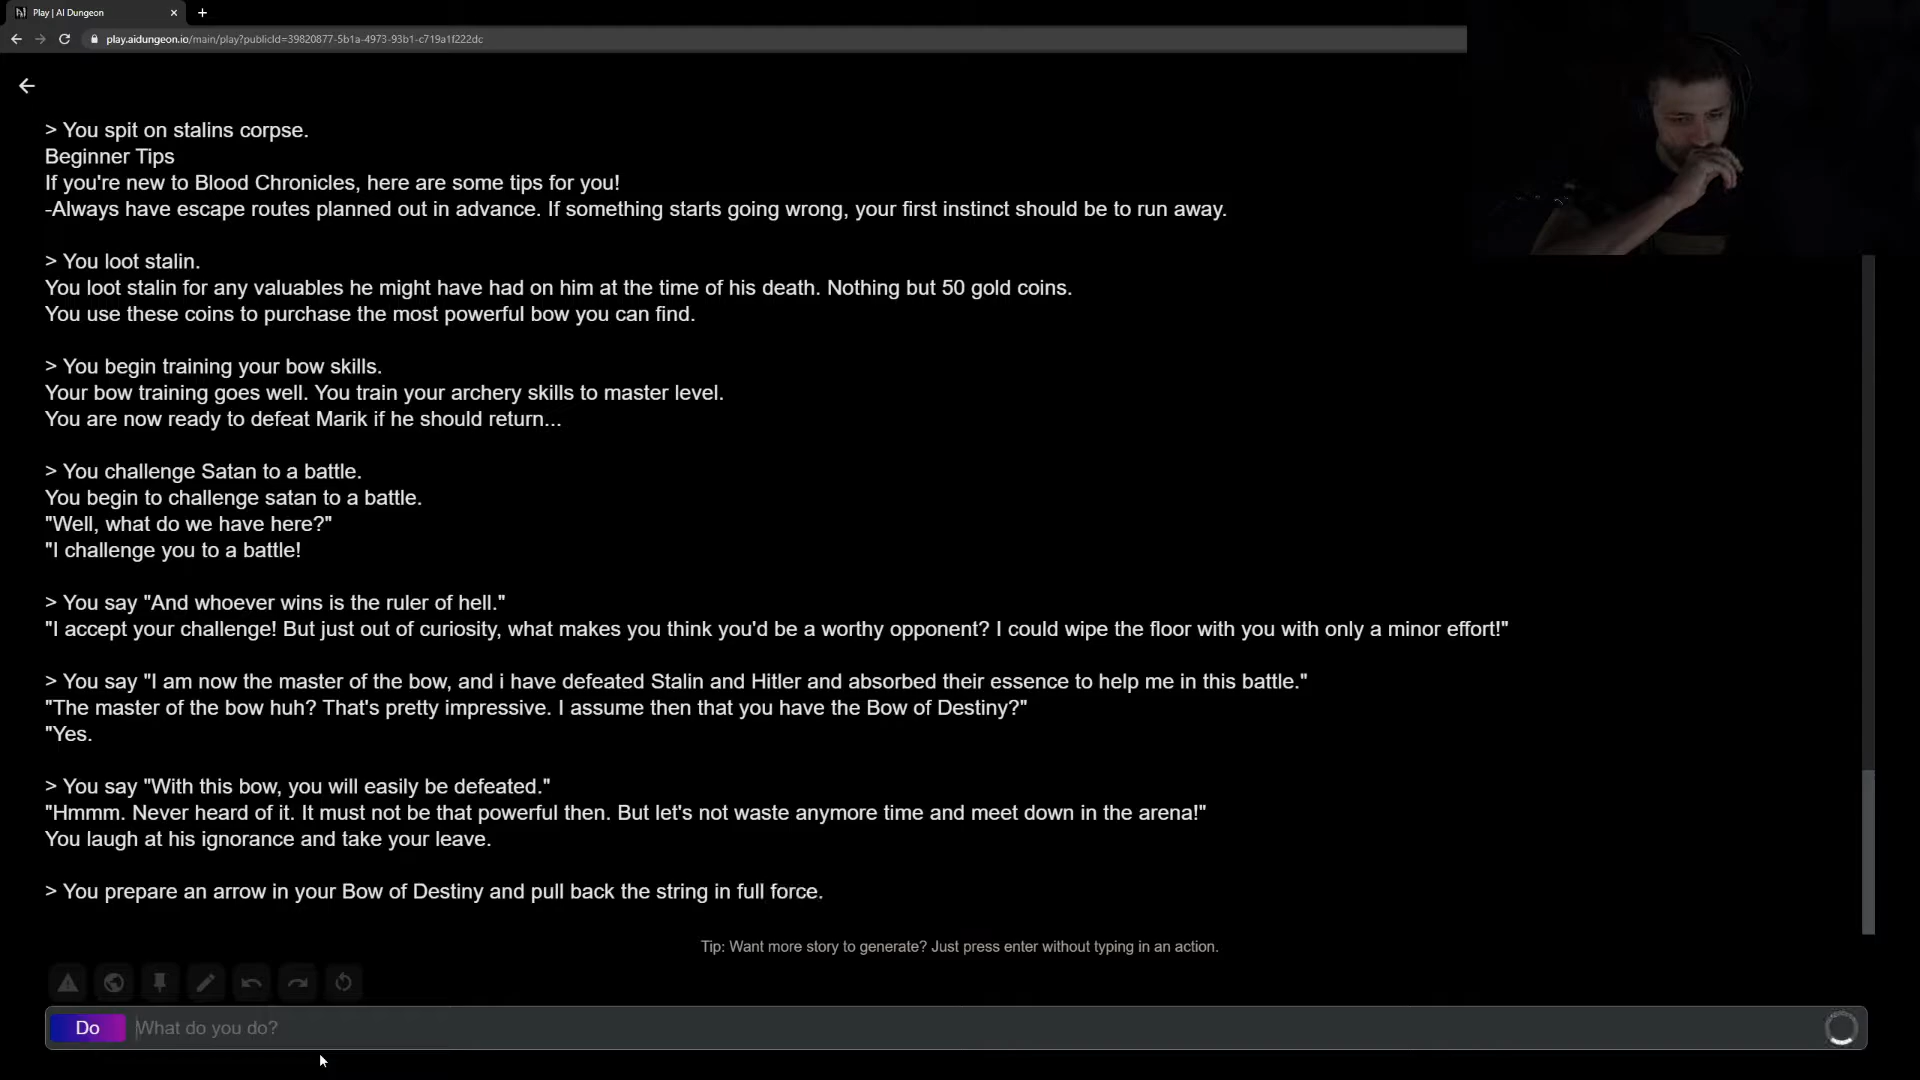 Play | AI Dungeon
play.aidungeon.io/main/play?publicId=39820877-5b1a-4973-93b1-c719a1f222dc
> You spit on stalins corpse.
Beginner Tips
If you're new to Blood Chronicles, here are some tips for you!
-Always have escape routes planned out in advance. If something starts going wrong, your first instinct should be to run away.
> You loot stalin.
You loot stalin for any valuables he might have had on him at the time of his death. Nothing but 50 gold coins.
You use these coins to purchase the most powerful bow you can find.
> You begin training your bow skills.
Your bow training goes well. You train your archery skills to master level.
You are now ready to defeat Marik if he should return...
> You challenge Satan to a battle.
You begin to challenge satan to a battle.
"Well, what do we have here?"
"I challenge you to a battle!
> You say "And whoever wins is the ruler of hell."
"I accept your challenge! But just out of curiosity, what makes you think you'd be a worthy opponent? I could wipe the floor with you with only a minor effort!"
> You say "I am now the master of the bow, and i have defeated Stalin and Hitler and absorbed their essence to help me in this battle."
"The master of the bow huh? That's pretty impressive. I assume then that you have the Bow of Destiny?"
"Yes.
> You say "With this bow, you will easily be defeated."
"Hmmm. Never heard of it. It must not be that powerful then. But let's not waste anymore time and meet down in the arena!"
You laugh at his ignorance and take your leave.
> You prepare an arrow in your Bow of Destiny and pull back the string in full force.
Tip: Want more story to generate? Just press enter without typing in an action.
Do What do you do?